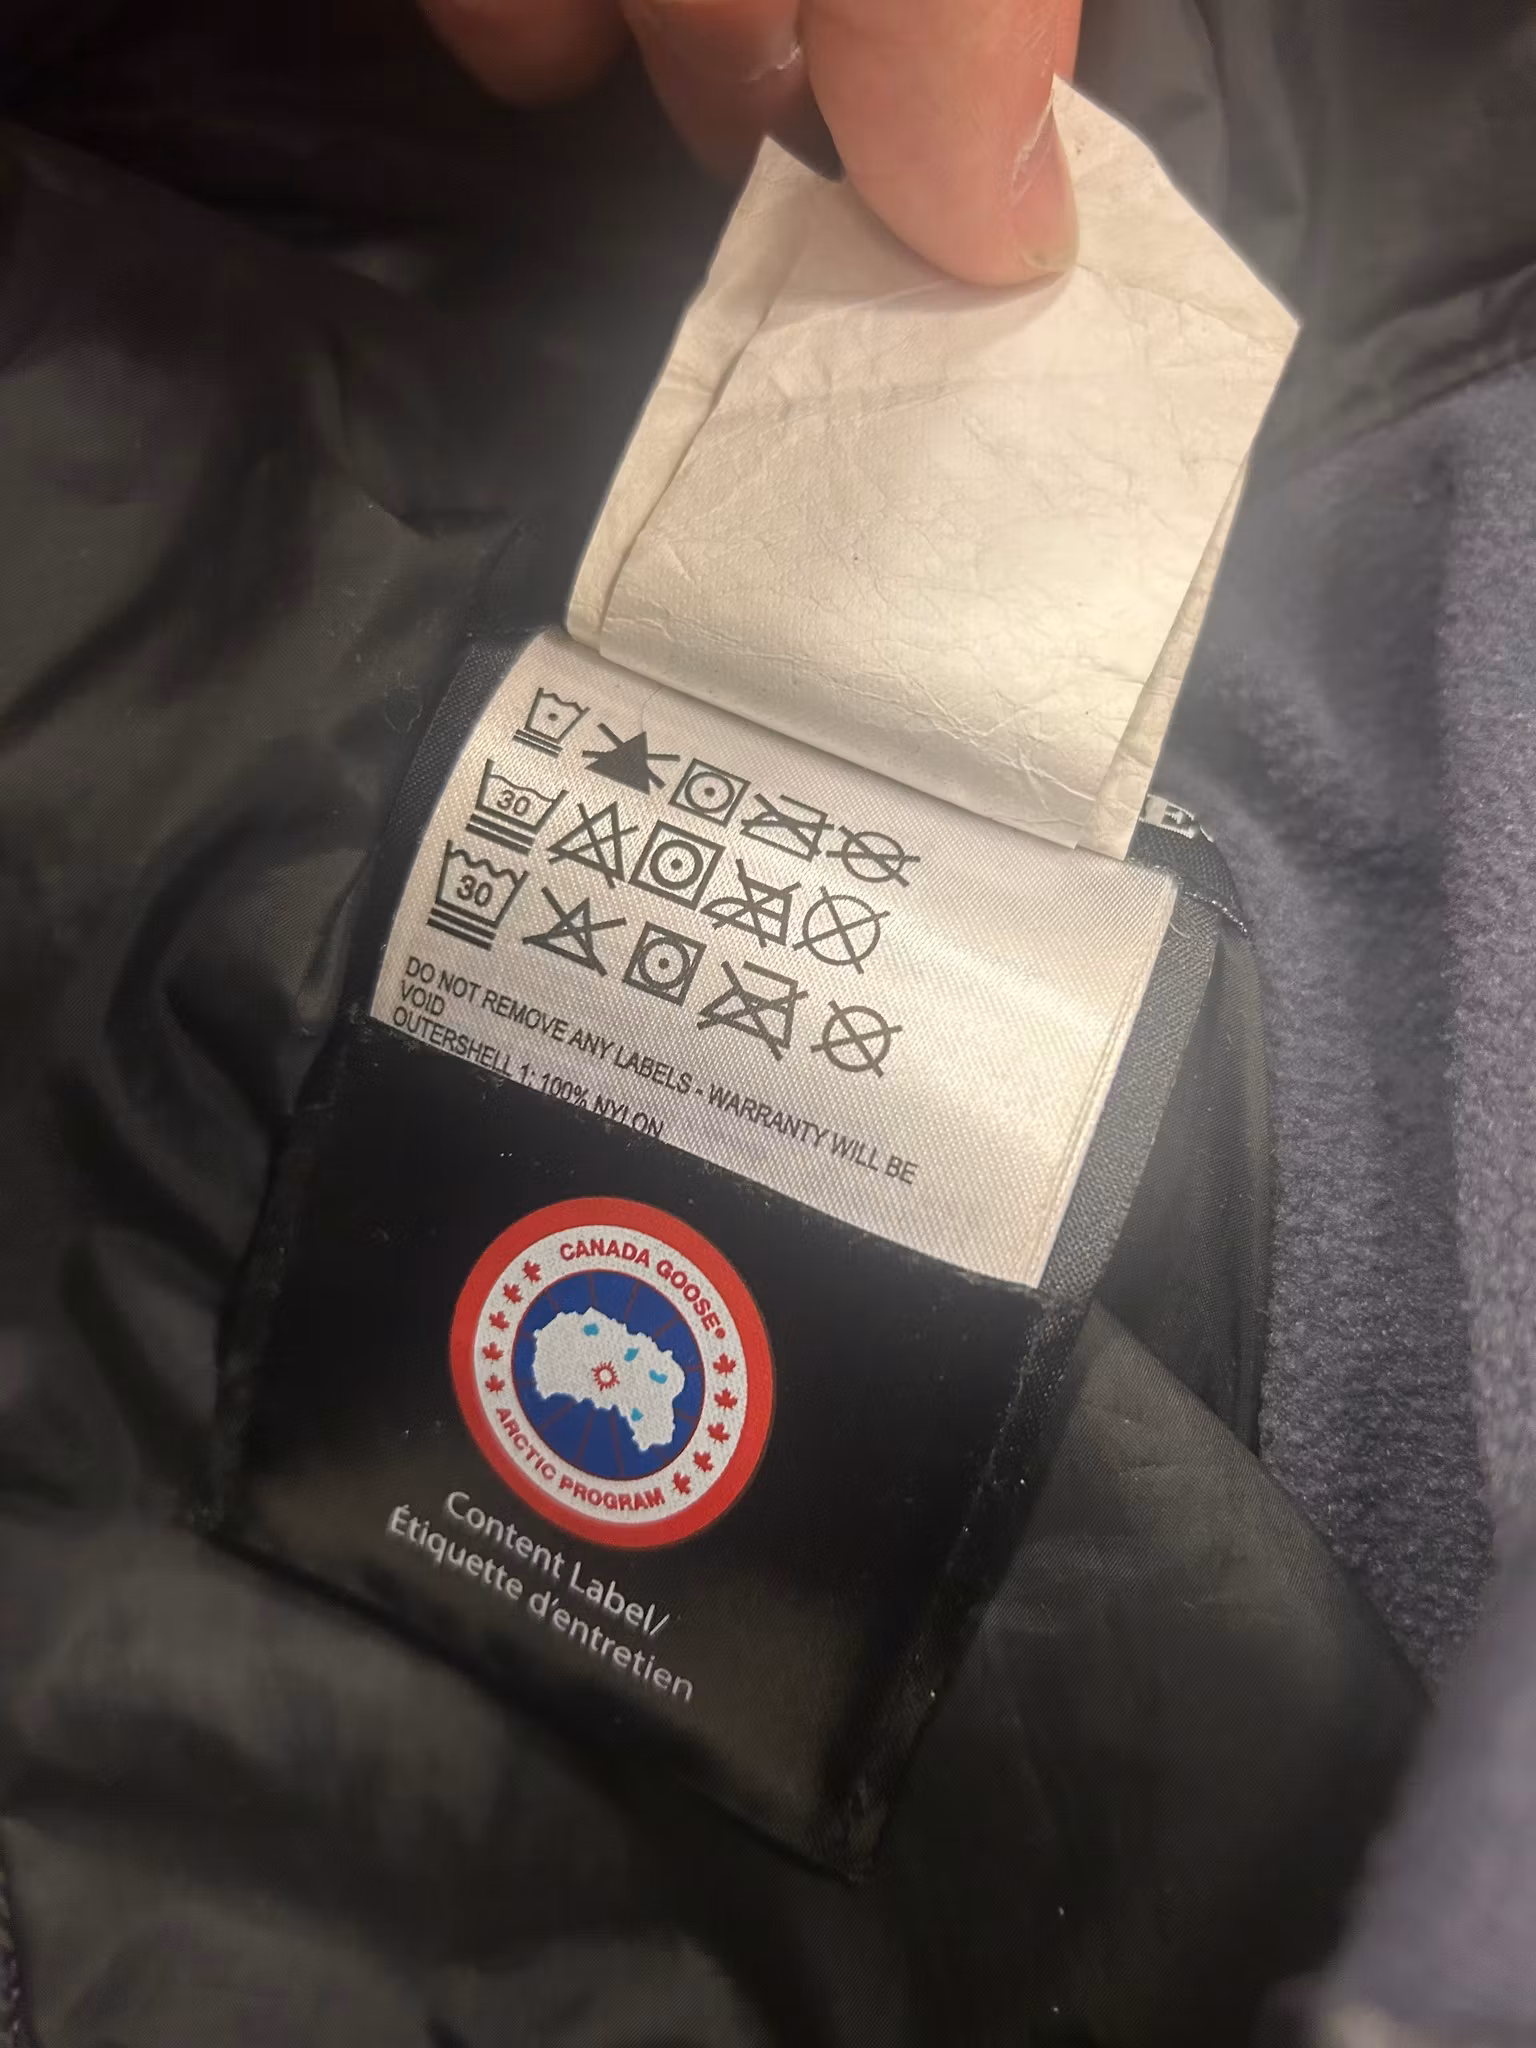 30
30
DO NOT REMOVE ANY LABELS - WARRANTY WILL BE
VOID
OUTERSHELL 1: 100% NYLON
CANADA GOOSE®
ARCTIC PROGRAM
Content Label/
Étiquette d'entretien